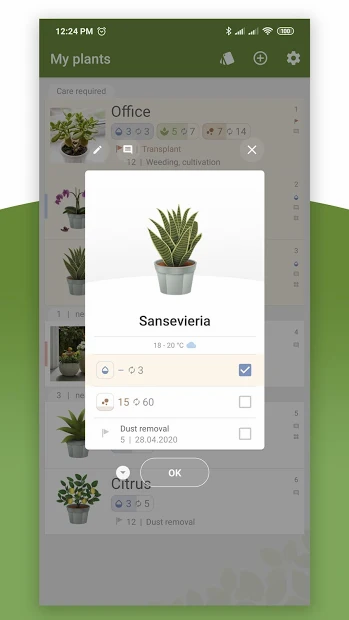 12:24 PM
100
My plants
Care required
Office
1
3 3 5 7 7 14
Transplant
12 | Weeding, cultivation
2
3
Sansevieria
18 - 20 °C
– 3
1 | ne
4
15 60
Dust removal
5 | 28.04.2020
3 | ne
5
OK
Citrus
6
3 5
12 | Dust removal